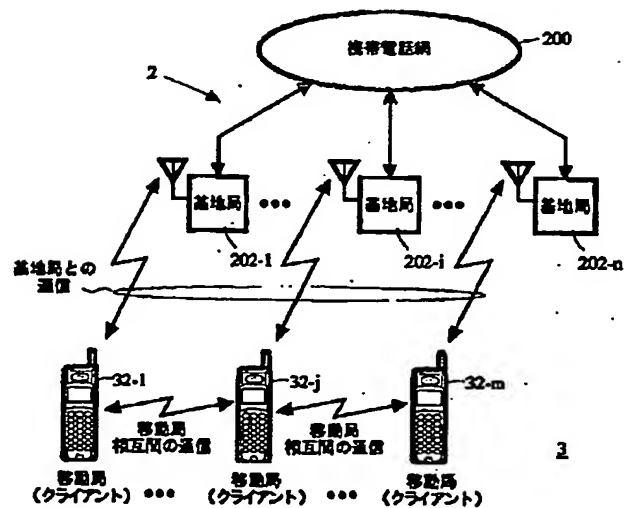 携帯電話網
200
2
基地局
•••
基地局
•••
基地局
202-1
202-i
202-n
基地局との
通信
32-1
32-j
32-m
移動局
相互間の通信
移動局
相互間の通信
3
移動局
(クライアント)
•••
移動局
(クライアント)
•••
移動局
(クライアント)